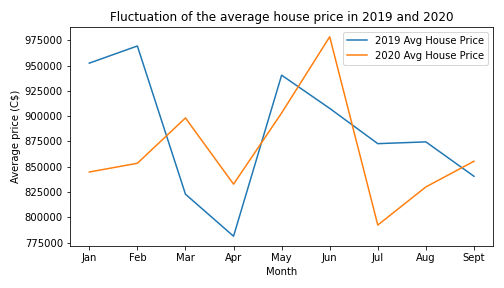 Fluctuation of the average house price in 2019 and 2020
2019 Avg House Price
2020 Avg House Price
Average price (C$)
975000
950000
925000
900000
875000
850000
825000
800000
775000
Jan Feb Mar Apr May Jun Jul Aug Sept
Month